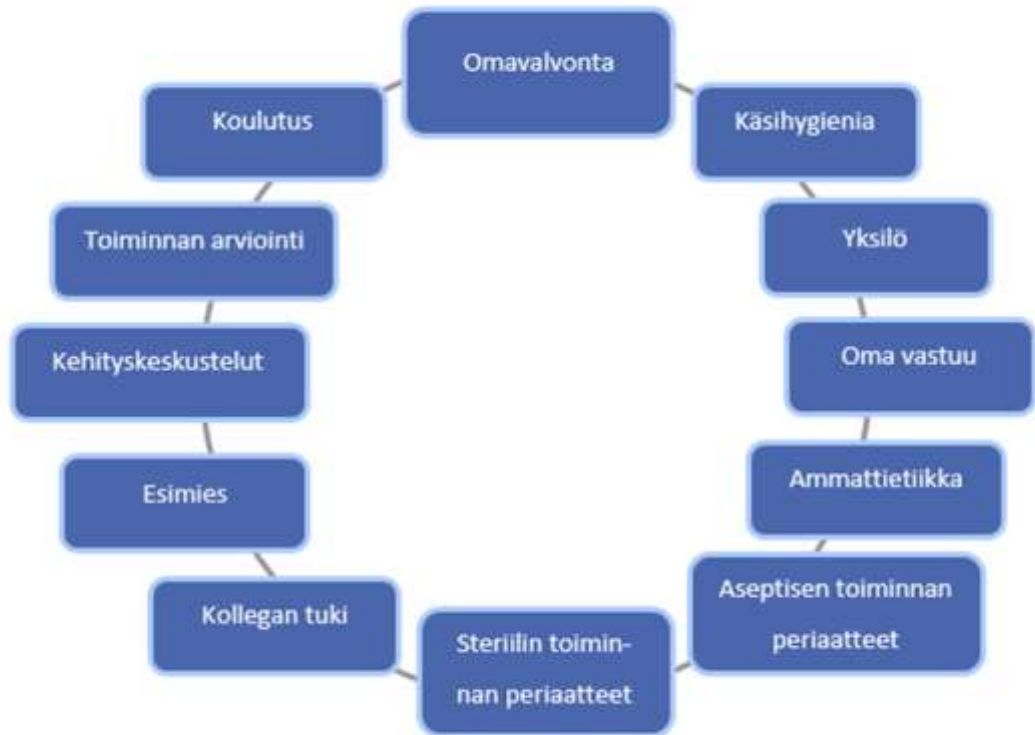 Omavalvonta
Käsihygienia
Yksilö
Oma vastuu
Ammattietiikka
Aseptisen toiminnan
periaatteet
Steriilin toimin-
nan periaatteet
Kollegan tuki
Esimies
Kehityskeskustelut
Toiminnan arviointi
Koulutus